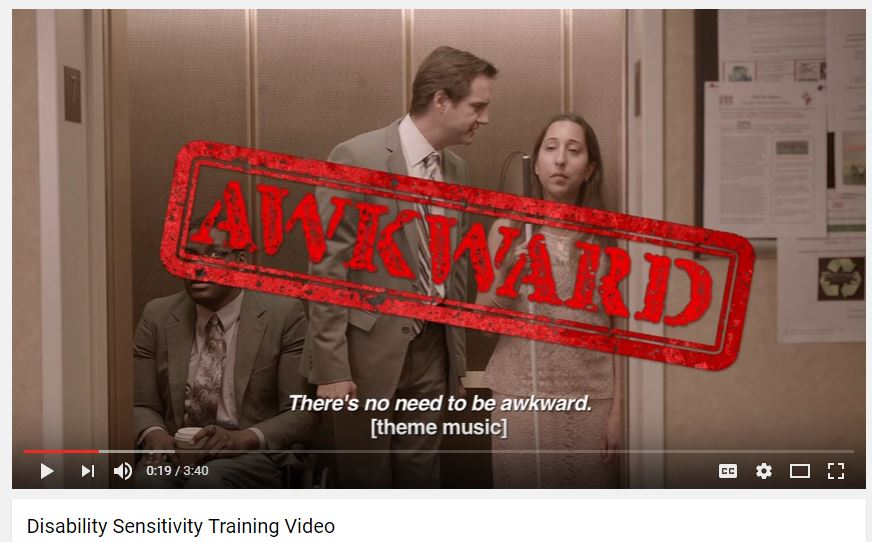 AWKWARD
There's no need to be awkward.
[theme music]
0:19 / 3:40
CC
Disability Sensitivity Training Video